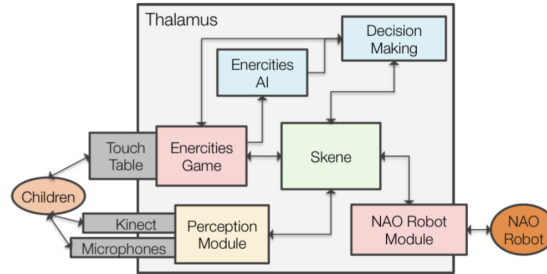 Thalamus
Decision
Making
Enercities
AI
Touch
Table
Enercities
Game
Skene
Children
Kinect
Microphones
Perception
Module
NAO Robot
Module
NAO
Robot